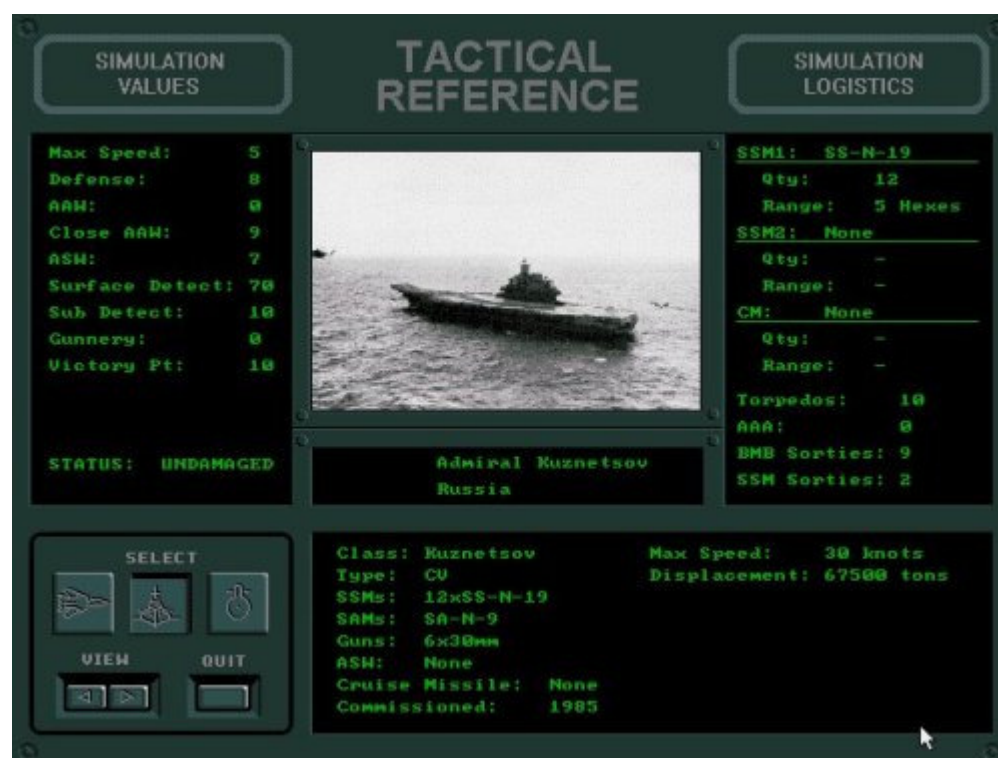 SIMULATION
VALUES
TACTICAL
REFERENCE
SIMULATION
LOGISTICS
Max Speed: 5
Defense: 8
AAW: 0
Close AAW: 9
ASW: 7
Surface Detect: 70
Sub Detect: 10
Gunnery: 0
Victory Pt: 10
STATUS: UNDAMAGED
Admiral Kuznetsov
Russia
SSM1: SS-N-19
Qty: 12
Range: 5 Hexes
SSM2: None
Qty: -
Range: -
CM: None
Qty: -
Range: -
Torpedos: 10
AAA: 0
BMB Sorties: 9
SSM Sorties: 2
SELECT
VIEW QUIT
Class: Kuznetsov
Type: CV
SSMs: 12xSS-N-19
SAMs: SA-N-9
Guns: 6x30mm
ASW: None
Cruise Missile: None
Commissioned: 1985
Max Speed: 30 knots
Displacement: 67500 tons